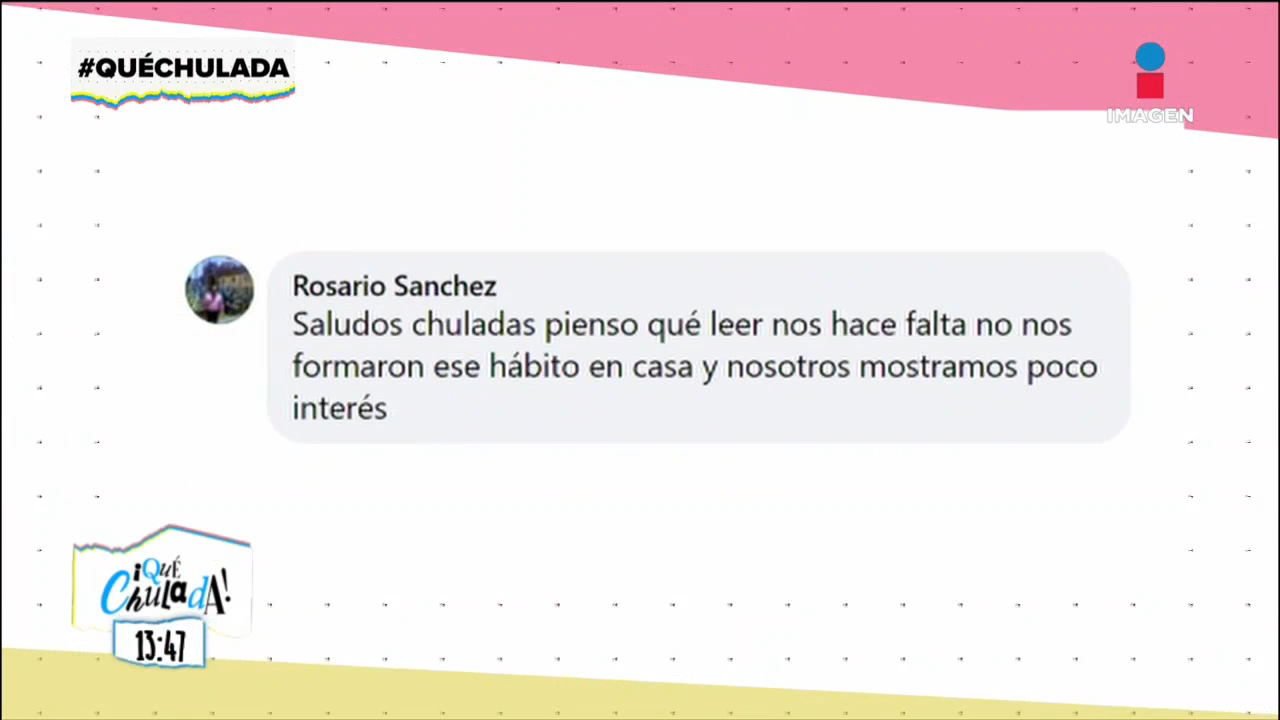 #QUÉCHULADA
IMAGEN
Rosario Sanchez
Saludos chuladas pienso qué leer nos hace falta no nos
formaron ese hábito en casa y nosotros mostramos poco
interés
¡QUÉ
ChuladA!
13:47